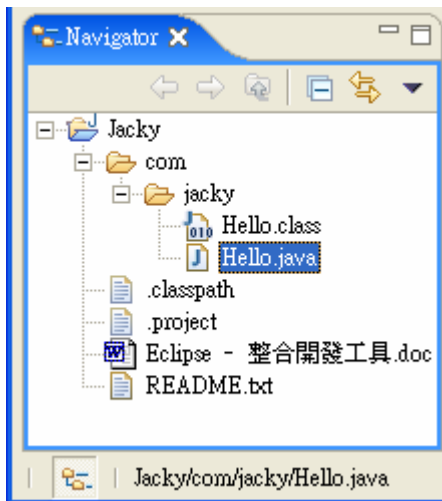 Navigator
Jacky
com
jacky
Hello.class
Hello.java
.classpath
.project
Eclipse - 整合開發工具.doc
README.txt
Jacky/com/jacky/Hello.java